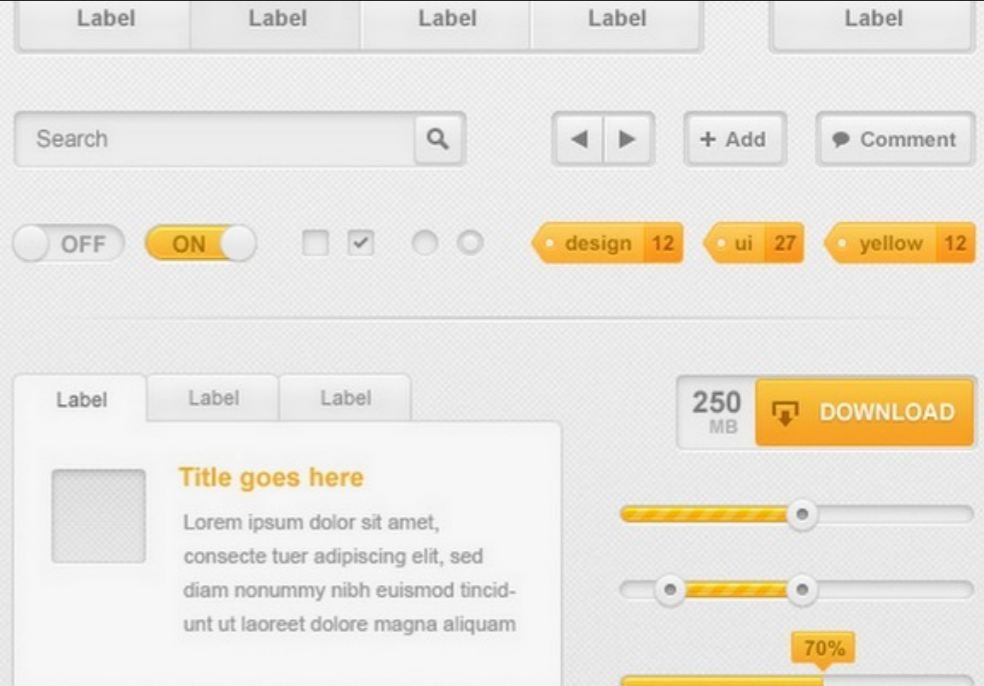 Label Label Label Label Label
Search Add Comment
OFF ON design 12 ui 27 yellow 12
Label Label Label
250
MB
DOWNLOAD
Title goes here
Lorem ipsum dolor sit amet,
consecte tuer adipiscing elit, sed
diam nonummy nibh euismod tincid-
unt ut laoreet dolore magna aliquam
70%